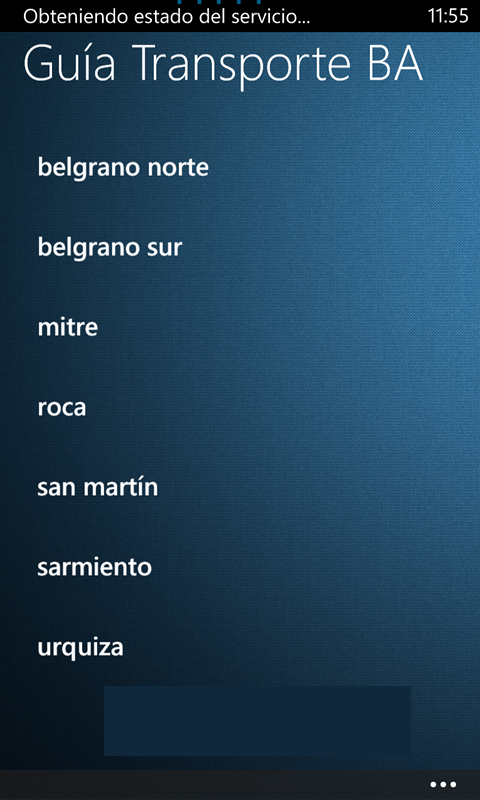 Obteniendo estado del servicio... 11:55
Guía Transporte BA
belgrano norte
belgrano sur
mitre
roca
san martín
sarmiento
urquiza